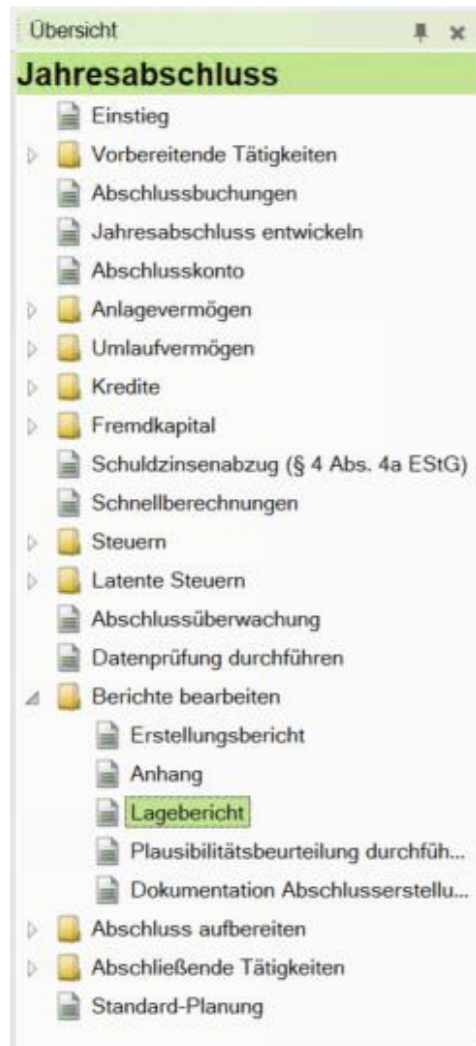 Übersicht
Jahresabschluss
Einstieg
Vorbereitende Tätigkeiten
Abschlussbuchungen
Jahresabschluss entwickeln
Abschlusskonto
Anlagevermögen
Umlaufvermögen
Kredite
Fremdkapital
Schuldzinsenabzug (§ 4 Abs. 4a EStG)
Schnellberechnungen
Steuern
Latente Steuern
Abschlussüberwachung
Datenprüfung durchführen
Berichte bearbeiten
Erstellungsbericht
Anhang
Lagebericht
Plausibilitätsbeurteilung durchfüh...
Dokumentation Abschlusserstellu...
Abschluss aufbereiten
Abschließende Tätigkeiten
Standard-Planung